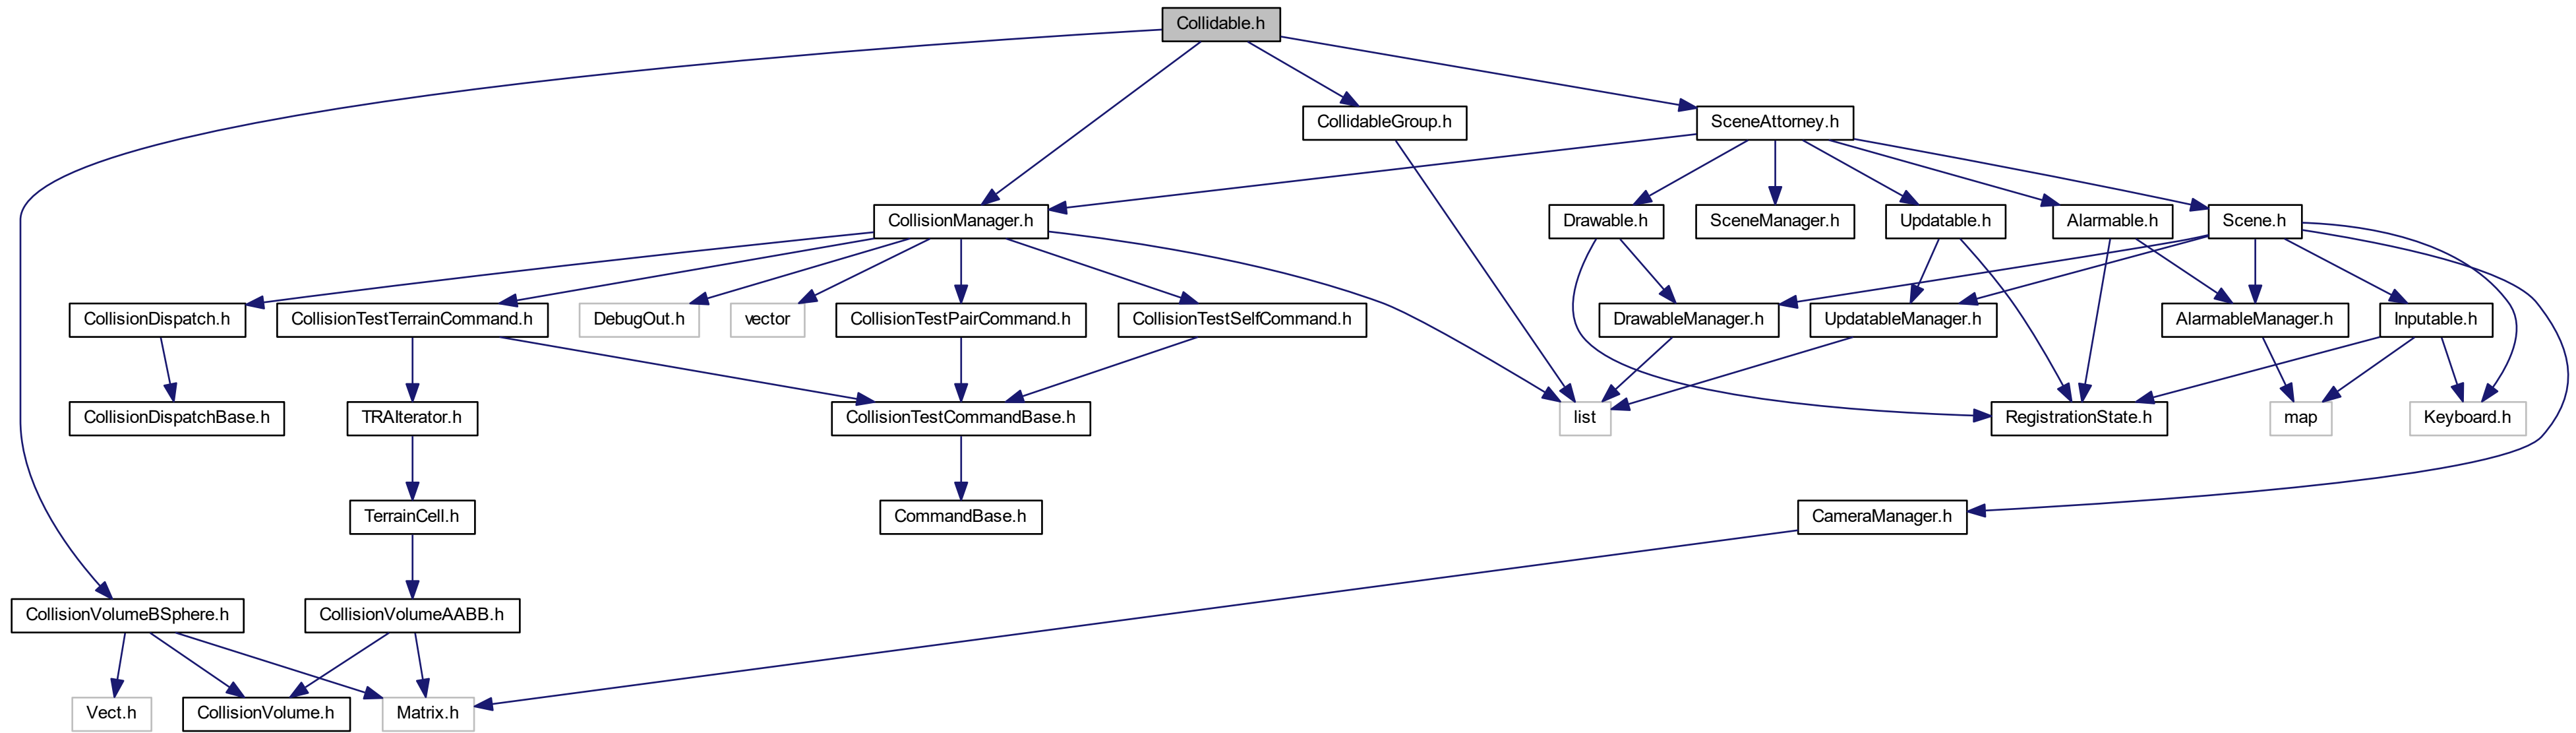 Collidable.h
CollidableGroup.h
SceneAttorney.h
CollisionManager.h
Drawable.h
SceneManager.h
Updatable.h
Alarmable.h
Scene.h
CollisionDispatch.h
CollisionTestTerrainCommand.h
DebugOut.h
vector
CollisionTestPairCommand.h
CollisionTestSelfCommand.h
DrawableManager.h
UpdatableManager.h
AlarmableManager.h
Inputable.h
CollisionDispatchBase.h
TRAIterator.h
CollisionTestCommandBase.h
list
RegistrationState.h
map
Keyboard.h
TerrainCell.h
CommandBase.h
CameraManager.h
CollisionVolumeBSphere.h
CollisionVolumeAABB.h
Vect.h
CollisionVolume.h
Matrix.h